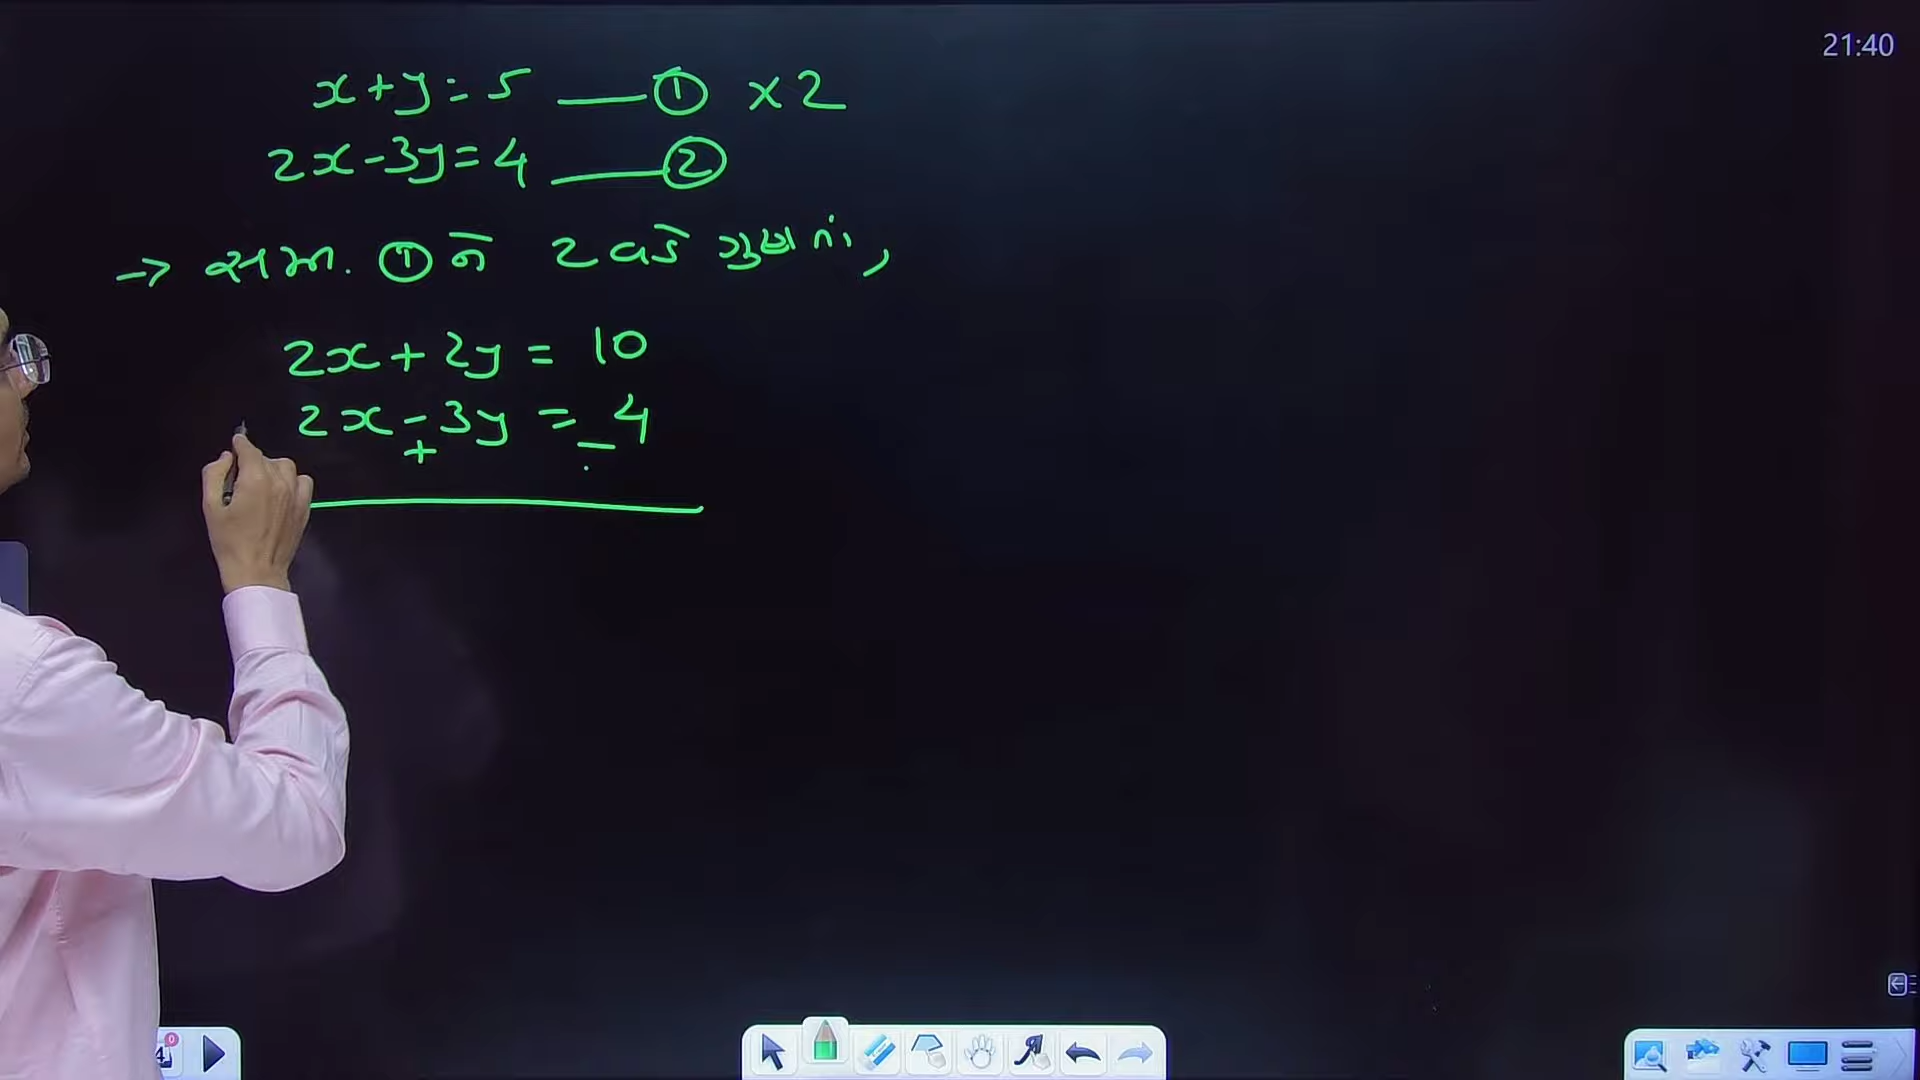 21:40
x+y=5 —— ① ×2
2x-3y=4 —— ②
→ સમી. ① ને 2 વડે ગુણતાં,
2x+2y = 10
2x-3y = 4
+ −